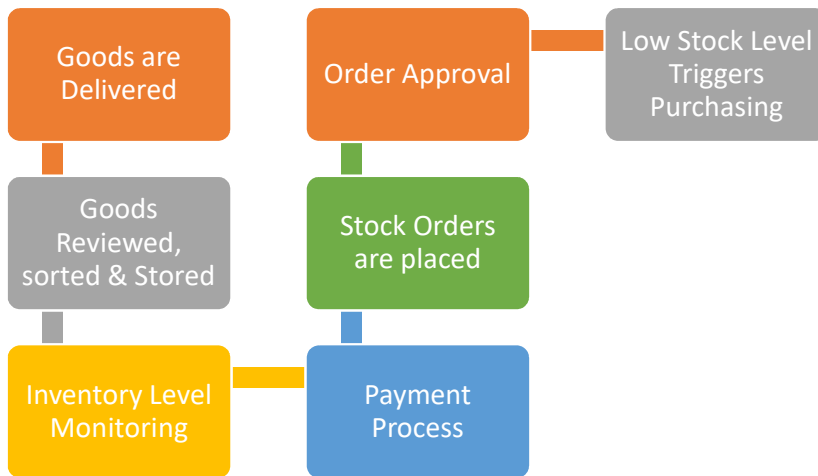 Goods are
Delivered
Goods
Reviewed,
sorted & Stored
Inventory Level
Monitoring
Payment
Process
Stock Orders
are placed
Order Approval
Low Stock Level
Triggers
Purchasing